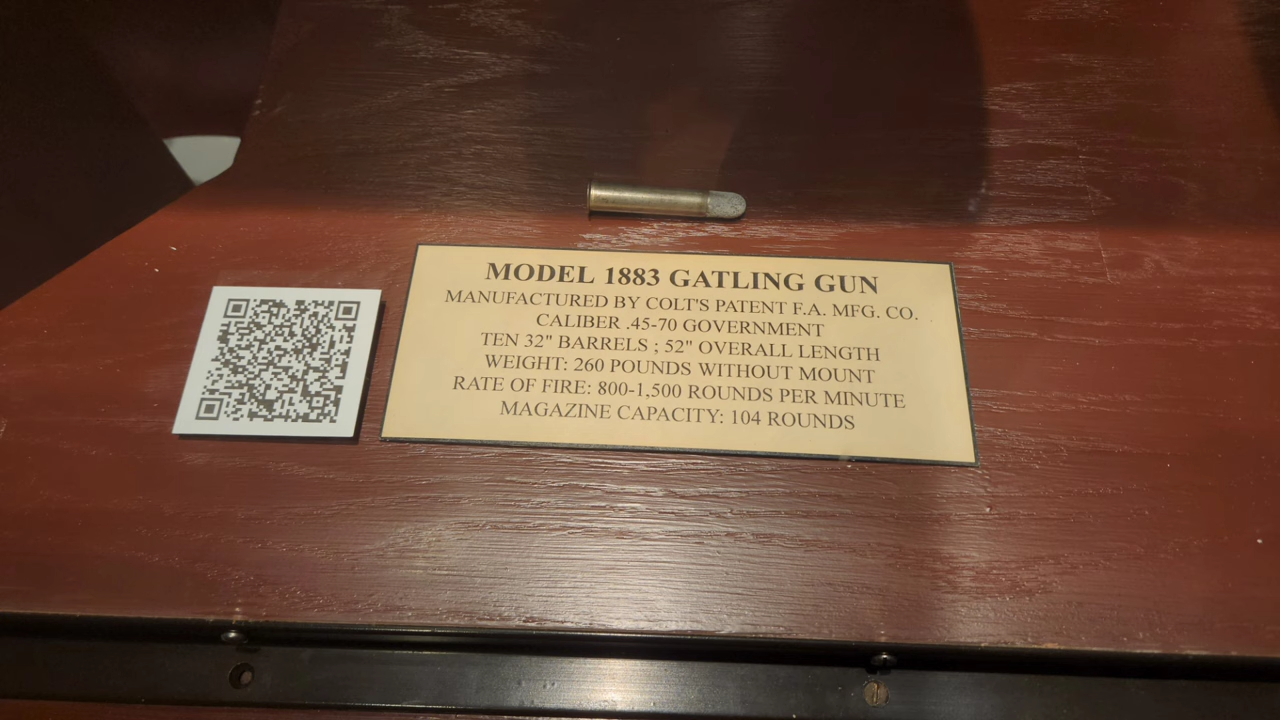 MODEL 1883 GATLING GUN
MANUFACTURED BY COLT'S PATENT F.A. MFG. CO.
CALIBER .45-70 GOVERNMENT
TEN 32" BARRELS ; 52" OVERALL LENGTH
WEIGHT: 260 POUNDS WITHOUT MOUNT
RATE OF FIRE: 800-1,500 ROUNDS PER MINUTE
MAGAZINE CAPACITY: 104 ROUNDS